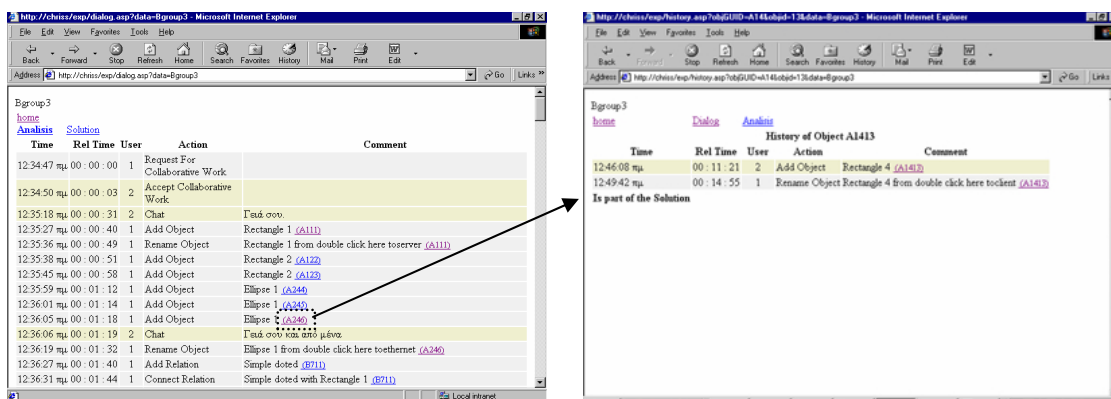 http://chriss/exp/dialog.asp?data=Bgroup3 - Microsoft Internet Explorer
File Edit View Favorites Tools Help
Back Forward Stop Refresh Home Search Favorites History Mail Print Edit
Address http://chriss/exp/dialog.asp?data=Bgroup3 Go Links »
Bgroup3
home
Analisis Solution
Time Rel Time User Action Comment
12:34:47 πμ 00 : 00 : 00 1 Request For Collaborative Work
12:34:50 πμ 00 : 00 : 03 2 Accept Collaborative Work
12:35:18 πμ 00 : 00 : 31 2 Chat Γειά σου.
12:35:27 πμ 00 : 00 : 40 1 Add Object Rectangle 1 (A111)
12:35:36 πμ 00 : 00 : 49 1 Rename Object Rectangle 1 from double click here toserver (A111)
12:35:38 πμ 00 : 00 : 51 1 Add Object Rectangle 2 (A122)
12:35:45 πμ 00 : 00 : 58 1 Add Object Rectangle 2 (A123)
12:35:59 πμ 00 : 01 : 12 1 Add Object Ellipse 1 (A244)
12:36:01 πμ 00 : 01 : 14 1 Add Object Ellipse 1 (A245)
12:36:05 πμ 00 : 01 : 18 1 Add Object Ellipse 1 (A246)
12:36:06 πμ 00 : 01 : 19 2 Chat Γειά σου και από μένα
12:36:19 πμ 00 : 01 : 32 1 Rename Object Ellipse 1 from double click here toethernet (A246)
12:36:27 πμ 00 : 01 : 40 1 Add Relation Simple doted (B711)
12:36:31 πμ 00 : 01 : 44 1 Connect Relation Simple doted with Rectangle 1 (B711)
Local intranet
http://chriss/exp/history.asp?objGUID=A14&objid=13&data=Bgroup3 - Microsoft Internet Explorer
File Edit View Favorites Tools Help
Back Forward Stop Refresh Home Search Favorites History Mail Print Edit
Address http://chriss/exp/history.asp?objGUID=A14&objid=13&data=Bgroup3 Go Links
Bgroup3
home Dialog Analisis
History of Object A1413
Time Rel Time User Action Comment
12:46:08 πμ 00 : 11 : 21 2 Add Object Rectangle 4 (A1413)
12:49:42 πμ 00 : 14 : 55 1 Rename Object Rectangle 4 from double click here toclient (A1413)
Is part of the Solution